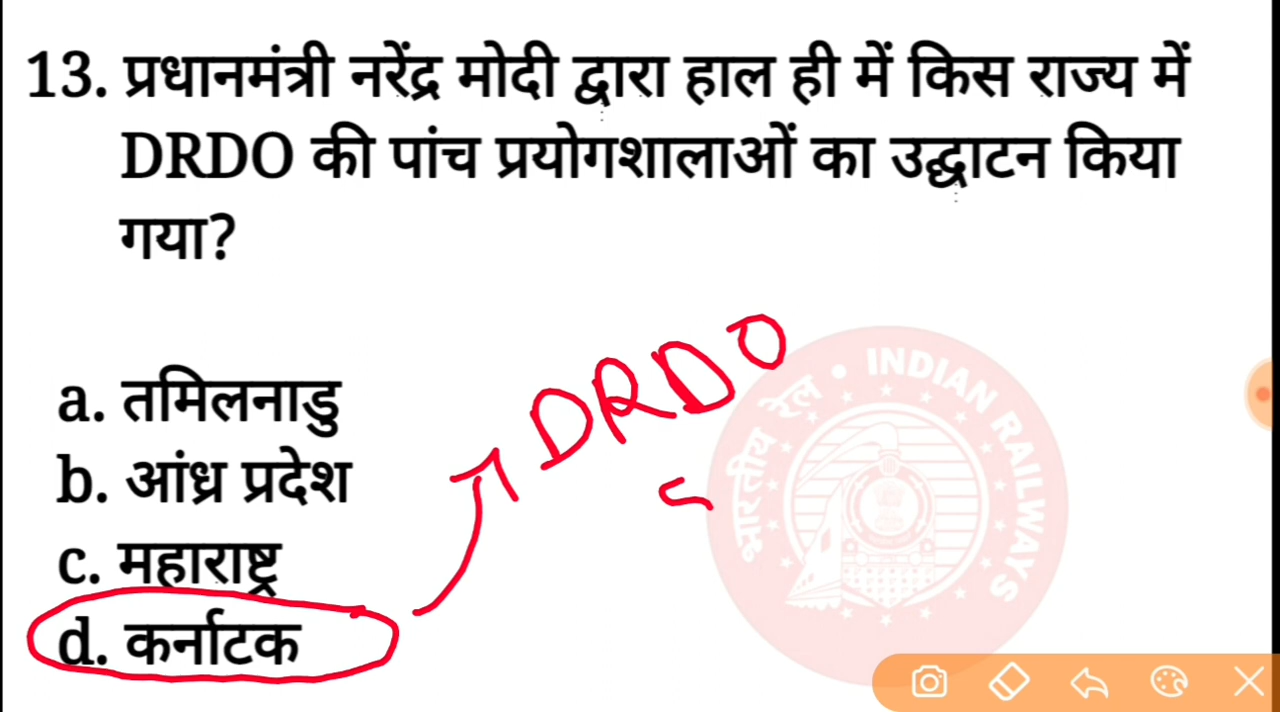 13. प्रधानमंत्री नरेंद्र मोदी द्वारा हाल ही में किस राज्य में
DRDO की पांच प्रयोगशालाओं का उद्घाटन किया
गया?
a. तमिलनाडु
b. आंध्र प्रदेश
c. महाराष्ट्र
d. कर्नाटक
DRDO
भारतीय रेल • INDIAN RAILWAYS